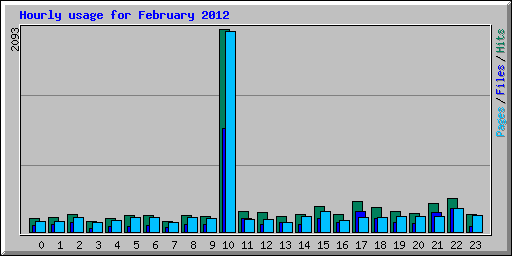 Hourly usage for February 2012
2093
Pages/Files/Hits
0 1 2 3 4 5 6 7 8 9 10 11 12 13 14 15 16 17 18 19 20 21 22 23